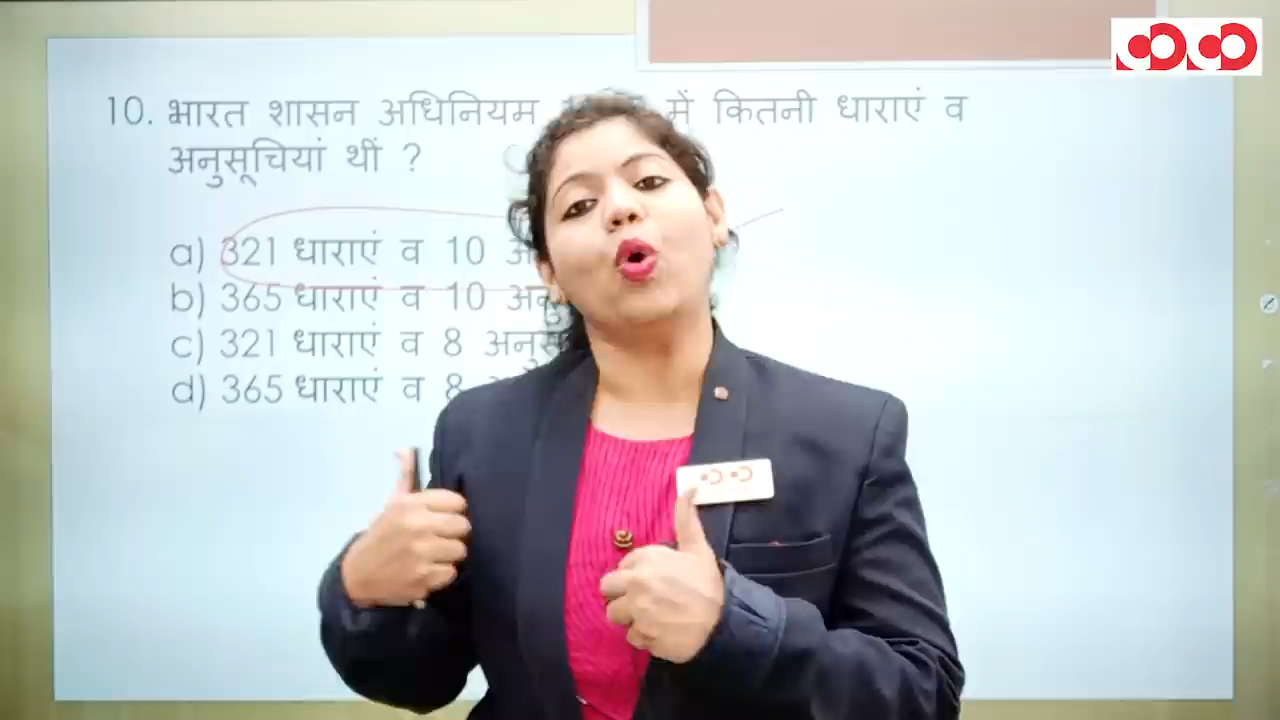 10. भारत शासन अधिनियम में कितनी धाराएं व
अनुसूचियां थीं ?
a) 321 धाराएं व 10
b) 365 धाराएं व 10
c) 321 धाराएं व 8
d) 365 धाराएं व 8